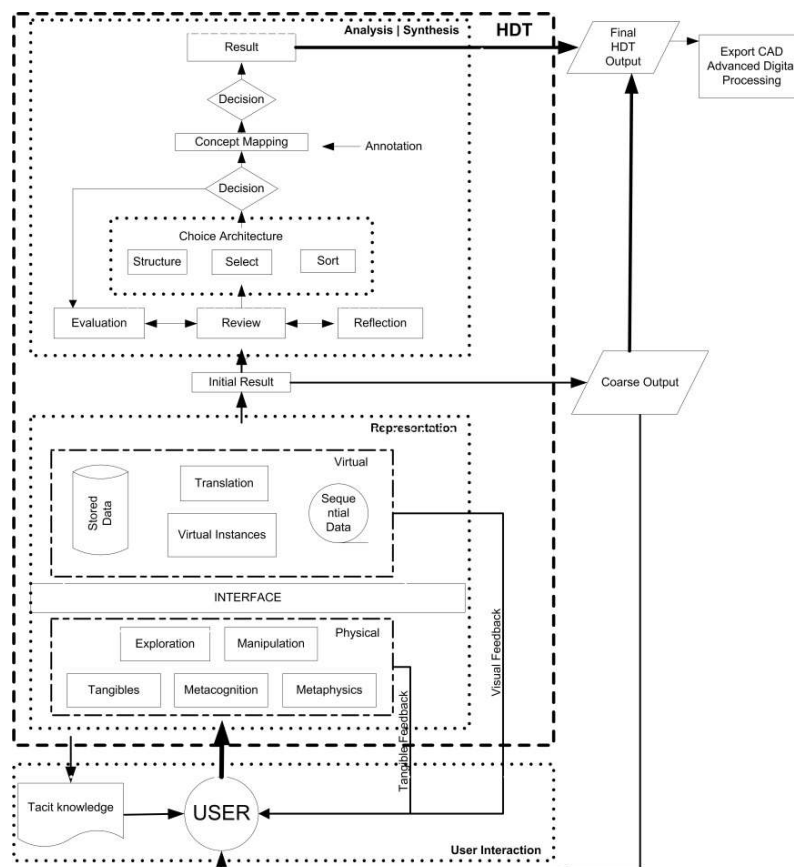 Analysis | Synthesis
HDT
Result
Final
HDT
Output
Export CAD
Advanced Digital
Processing
Decision
Concept Mapping
Annotation
Decision
Choice Architecture
Structure
Select
Sort
Evaluation
Review
Reflection
Initial Result
Coarse Output
Representation
Virtual
Stored
Data
Translation
Virtual Instances
Seque
ntial
Data
Visual Feedback
INTERFACE
Physical
Exploration
Manipulation
Tangibles
Metacognition
Metaphysics
Tangible Feedback
Tacit knowledge
USER
User Interaction